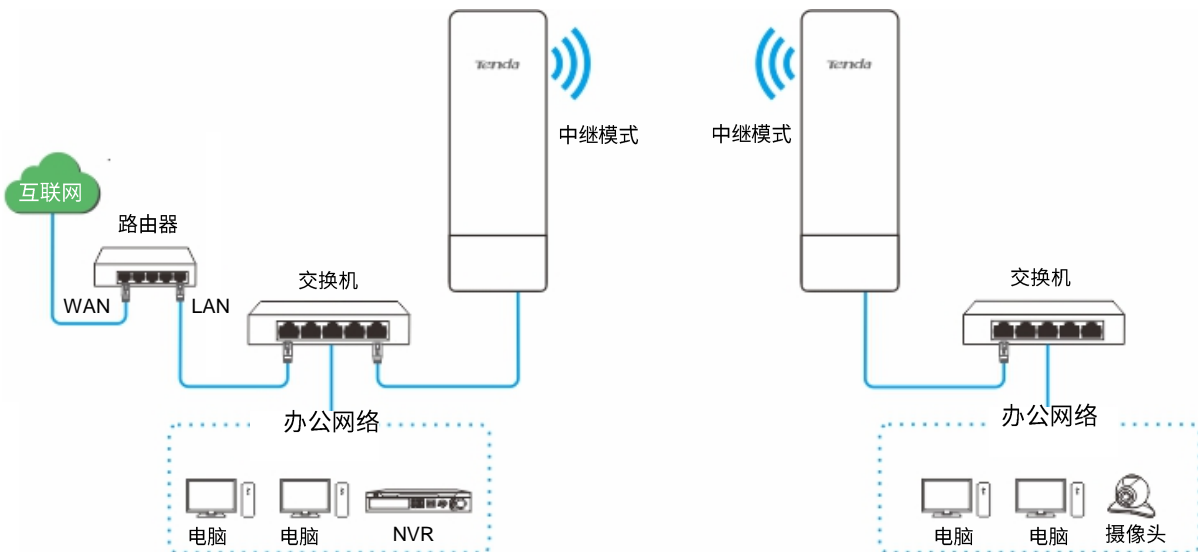 Tenda
Tenda
中继模式
中继模式
互联网
路由器
WAN
LAN
交换机
交换机
办公网络
办公网络
电脑
电脑
NVR
电脑
电脑
摄像头